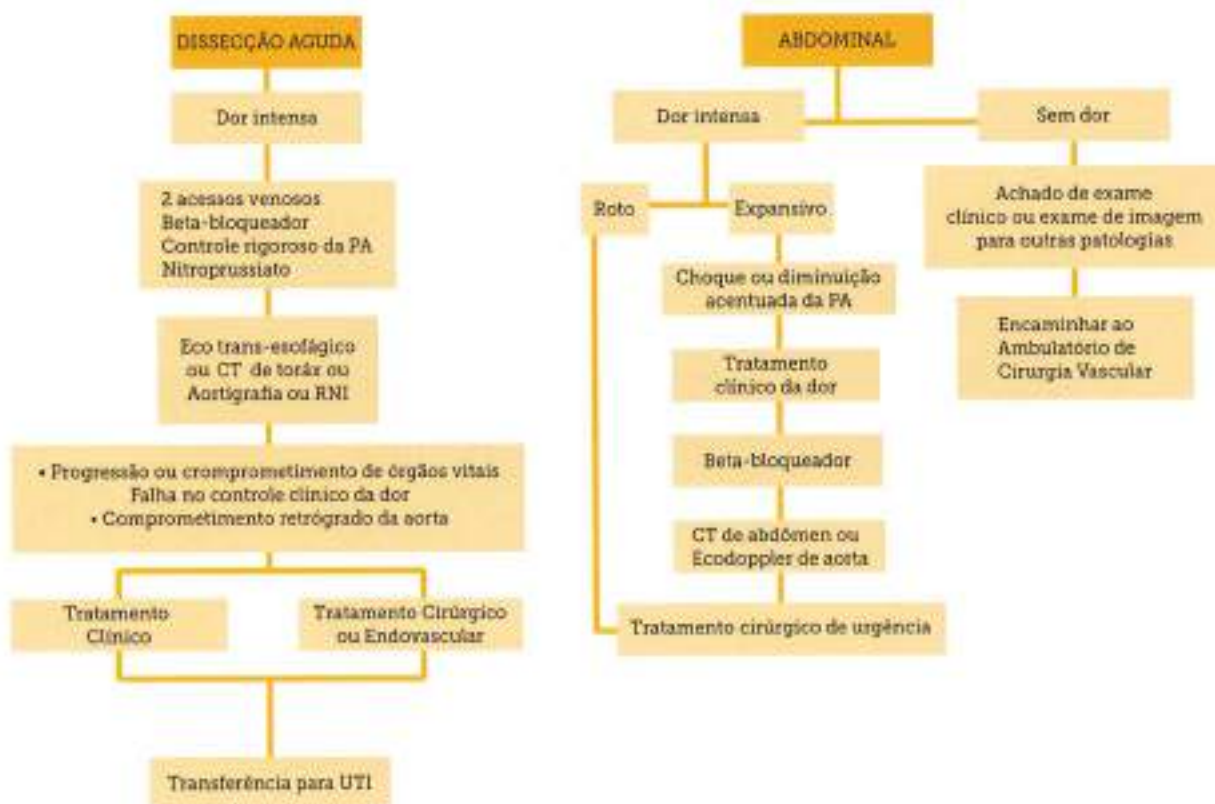 DISSECÇÃO AGUDA
Dor intensa
2 acessos venosos
Beta-bloqueador
Controle rigoroso da PA
Nitroprussiato
Eco trans-esofágico
ou CT de toráx ou
Aortigrafia ou RNI
• Progressão ou cromprometimento de órgãos vitais
Falha no controle clínico da dor
• Comprometimento retrógrado da aorta
Tratamento
Clínico
Tratamento Cirúrgico
ou Endovascular
Transferência para UTI
ABDOMINAL
Dor intensa
Sem dor
Roto
Expansivo
Choque ou diminuição
acentuada da PA
Tratamento
clínico da dor
Beta-bloqueador
CT de abdômen ou
Ecodoppler de aorta
Tratamento cirúrgico de urgência
Achado de exame
clínico ou exame de imagem
para outras patologias
Encaminhar ao
Ambulatório de
Cirurgia Vascular